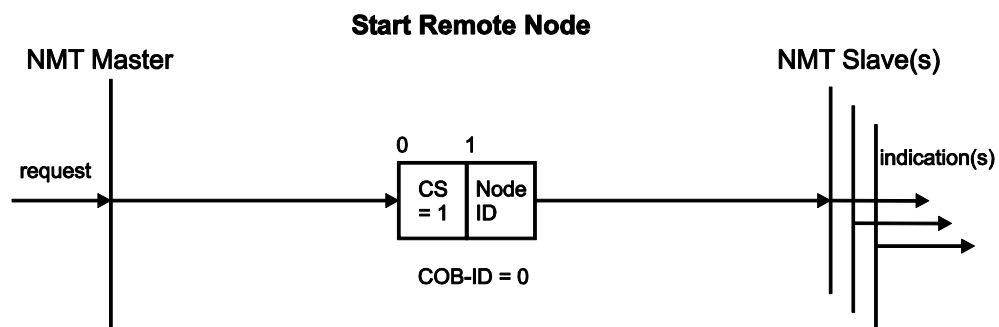 Start Remote Node
NMT Master
NMT Slave(s)
0
1
request
indication(s)
CS
= 1
Node
ID
COB-ID = 0